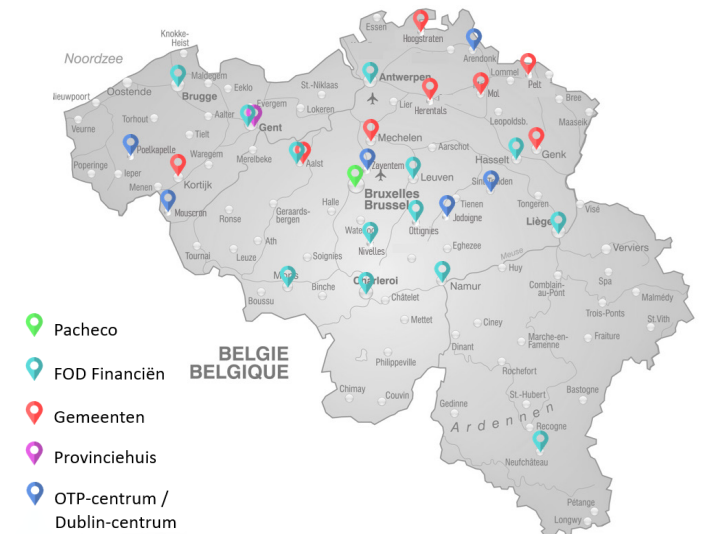 Essen
Hoogstraten
Knokke-
Heist
Noordzee
Arendonk
Maldegem
Antwerpen
Lommel
Pelt
Oostende
Eeklo
St.-Niklaas
Mol
Brugge
Bree
Evergem
Lier
Herentals
Lokeren
Torhout
Aalter
Leopoldsb.
Maaseik
Veurne
Gent
Tielt
Mechelen
Poelkapelle
Aarschot
Genk
Waregem
Merelbeke
Aalst
Zaventem
Hasselt
Poperinge
Ieper
Leuven
Menen
Kortijk
Bruxelles
Brussel
Tienen
Tongeren
Halle
Visé
Mouscron
Ronse
Geraards-
bergen
Jodoigne
Liège
Ottignies
Ath
Nivelles
Eghezee
Verviers
Tournai
Leuze
Soignies
Meuse
Huy
Mons
Charleroi
Spa
Binche
Namur
Comblain-
au-Pont
Boussu
Châtelet
Malmédy
Trois-Ponts
Mettet
Ciney
St.Vith
Pacheco
Marche-en-
Famenne
Fraiture
Dinant
BELGIE
BELGIQUE
Philippeville
Rochefort
FOD Financiën
Chimay
Couvin
St.-Hubert
Bastogne
Gedinne
Gemeenten
Ardennen
Recogne
Provinciehuis
Neufchâteau
OTP-centrum /
Dublin-centrum
Pétange
Longwy